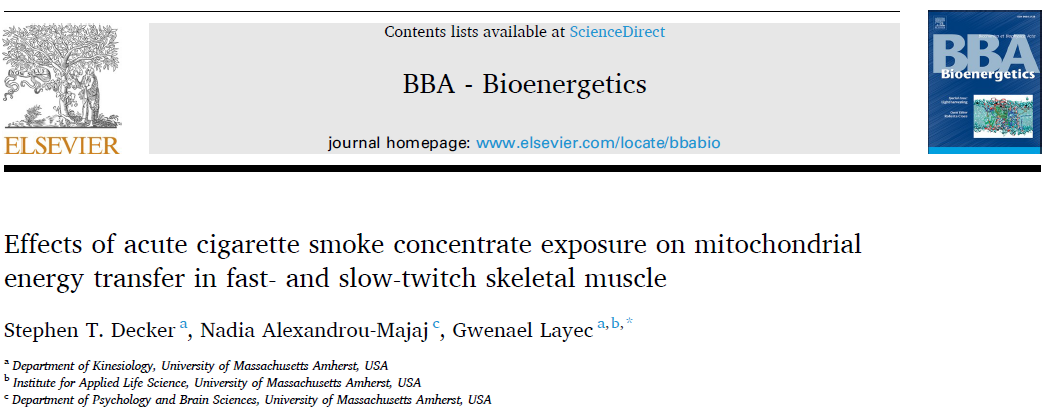 Contents lists available at ScienceDirect
BBA - Bioenergetics
journal homepage: www.elsevier.com/locate/bbabio
ELSEVIER
BBA
Bioenergetics
Effects of acute cigarette smoke concentrate exposure on mitochondrial
energy transfer in fast- and slow-twitch skeletal muscle
Stephen T. Decker a, Nadia Alexandrou-Majaj c, Gwenael Layec a,b,*
a Department of Kinesiology, University of Massachusetts Amherst, USA
b Institute for Applied Life Science, University of Massachusetts Amherst, USA
c Department of Psychology and Brain Sciences, University of Massachusetts Amherst, USA